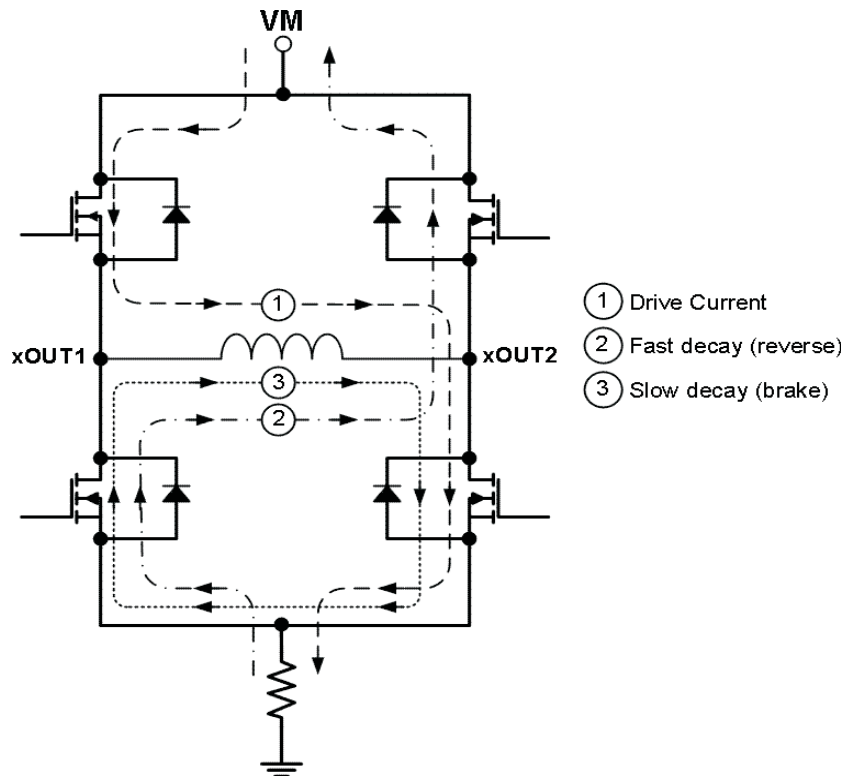 VM
1
xOUT1
xOUT2
3
2
1 Drive Current
2 Fast decay (reverse)
3 Slow decay (brake)